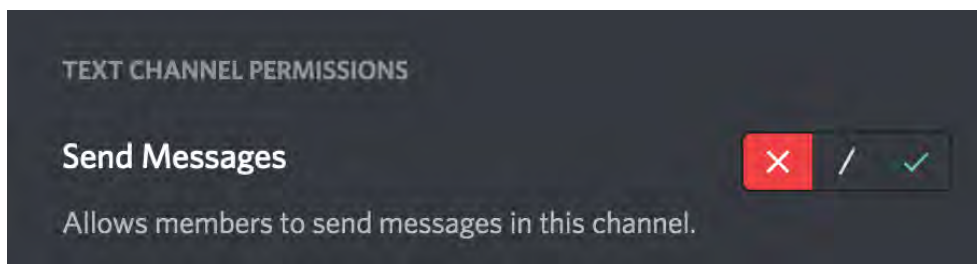 TEXT CHANNEL PERMISSIONS
Send Messages
Allows members to send messages in this channel.